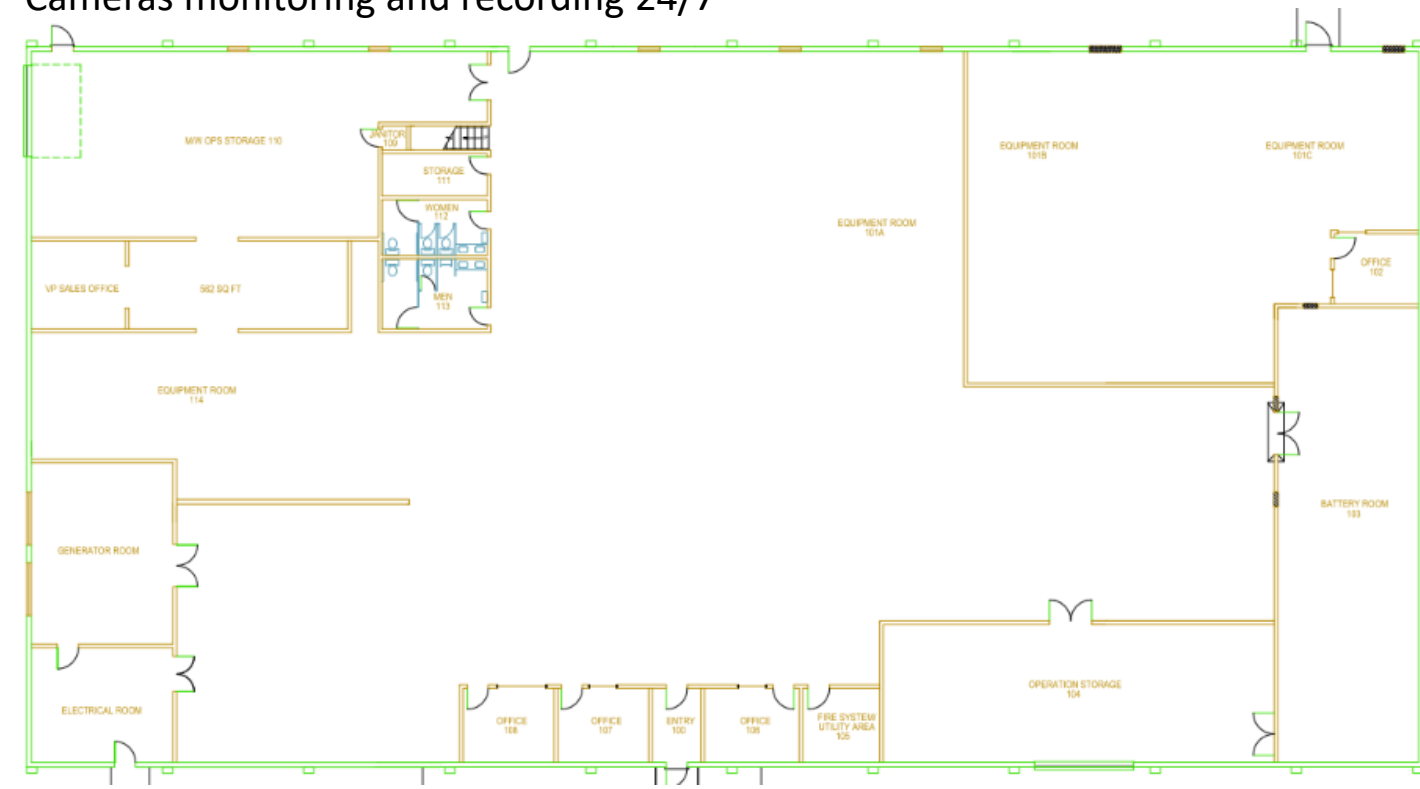 Cameras monitoring and recording 24/7
M/W OPS STORAGE 110
JANITOR
109
STORAGE
111
WOMEN
112
MEN
113
VP SALES OFFICE
562 SQ FT
EQUIPMENT ROOM
114
EQUIPMENT ROOM
101A
EQUIPMENT ROOM
101B
EQUIPMENT ROOM
101C
OFFICE
102
BATTERY ROOM
103
GENERATOR ROOM
ELECTRICAL ROOM
OFFICE
108
OFFICE
107
ENTRY
100
OFFICE
106
FIRE SYSTEM/
UTILITY AREA
105
OPERATION STORAGE
104